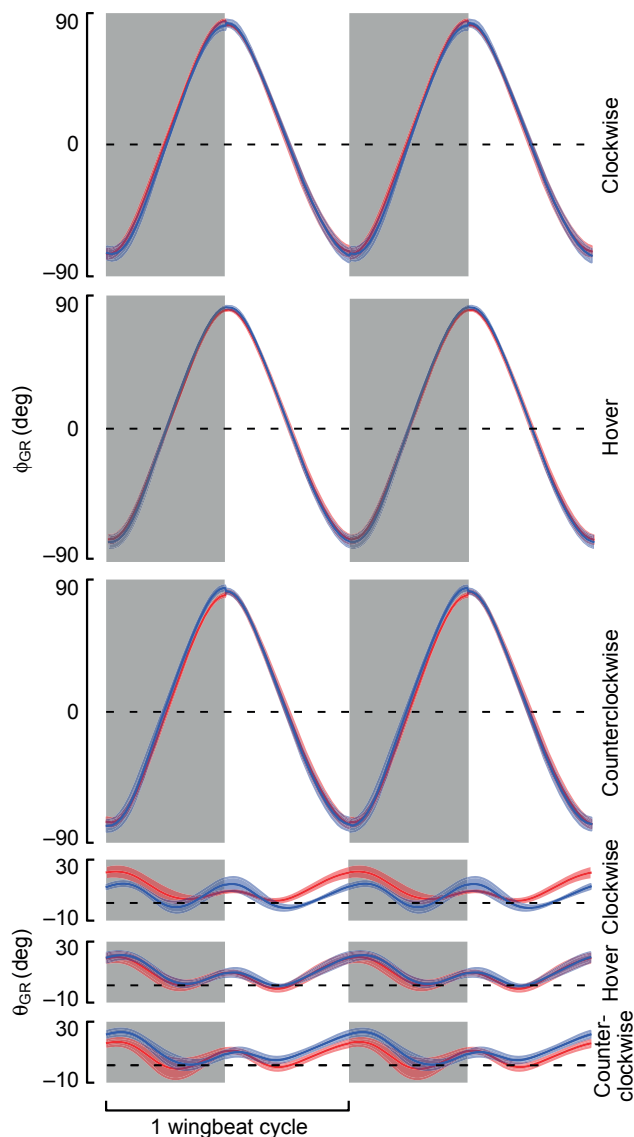 90
0
–90
Clockwise
90
0
–90
Hover
ϕGR (deg)
90
0
–90
Counterclockwise
30
–10
Clockwise
30
–10
Hover
θGR (deg)
30
–10
Counter-
clockwise
1 wingbeat cycle